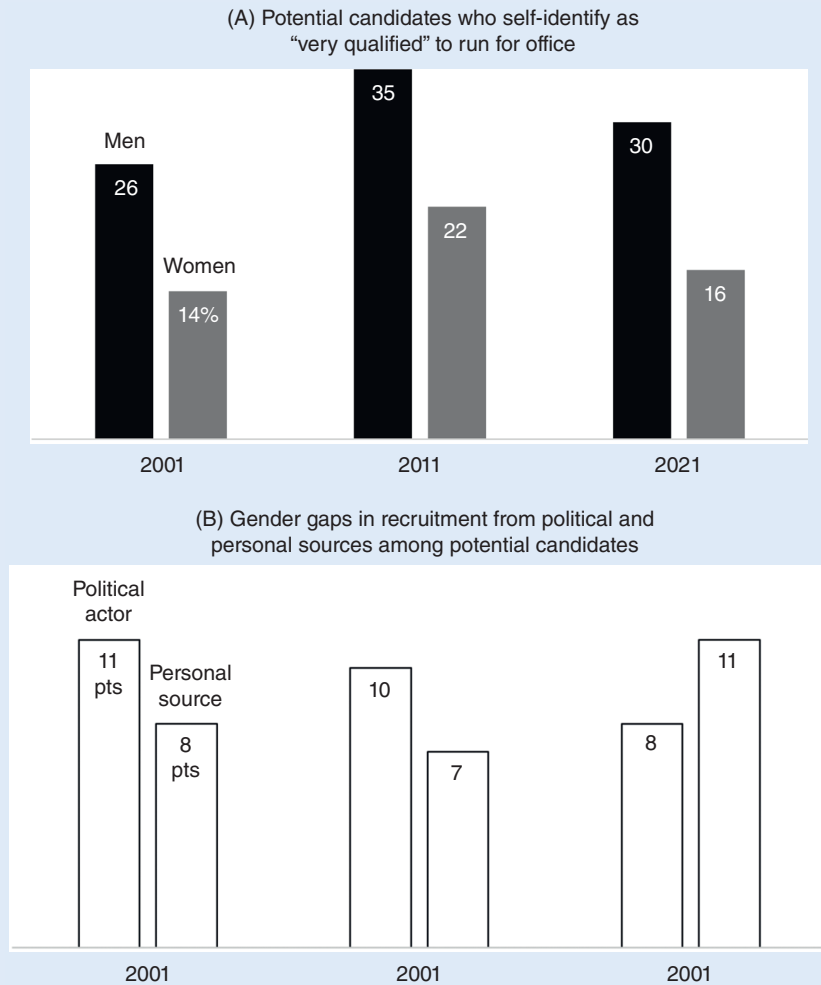 (A) Potential candidates who self-identify as
“very qualified” to run for office
35
Men
30
26
22
Women
14%
16
2001
2011
2021
(B) Gender gaps in recruitment from political and
personal sources among potential candidates
Political
actor
11
pts
Personal
source
8
pts
10
7
8
11
2001
2001
2001